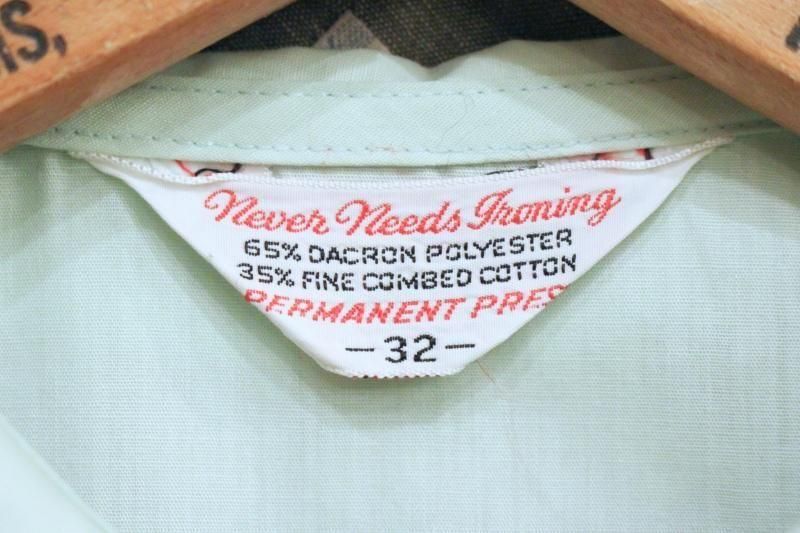 Never Needs Ironing
65% DACRON POLYESTER
35% FINE COMBED COTTON
PERMANENT PRES
-32-